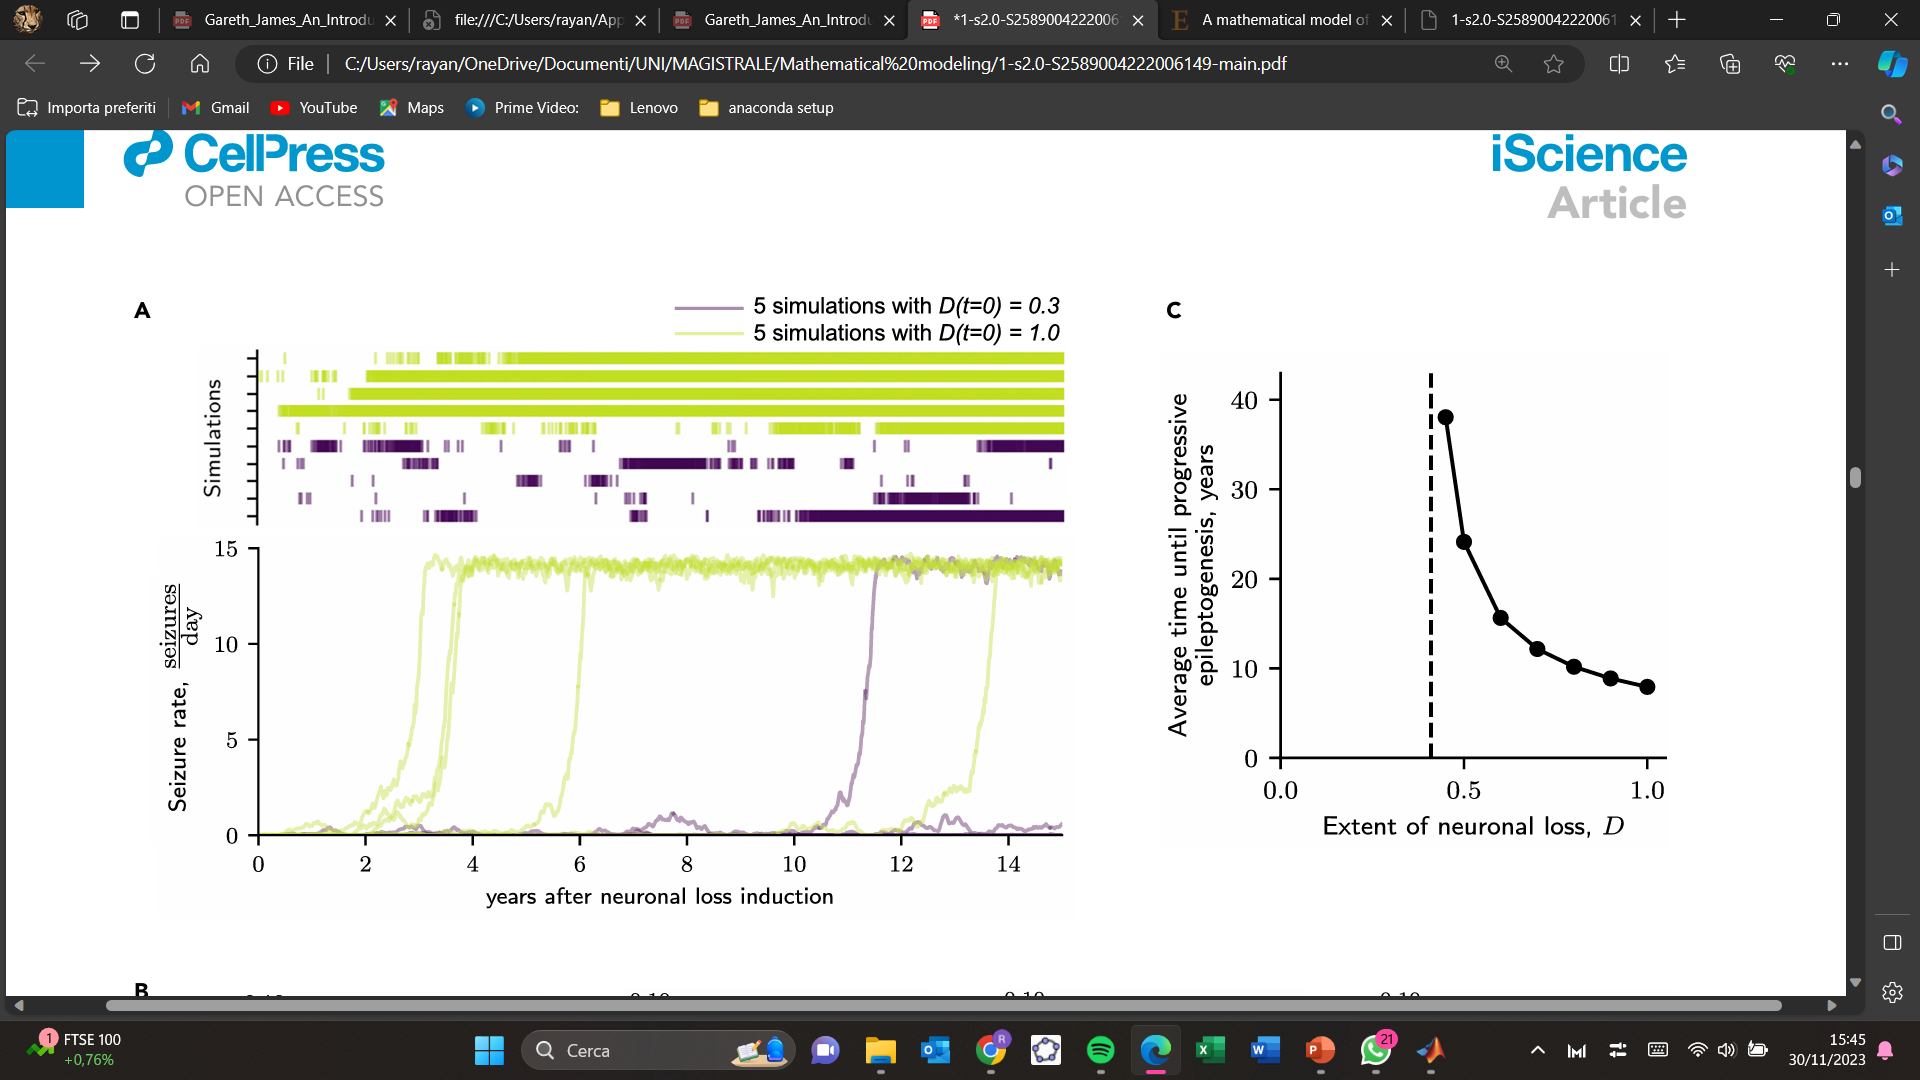 Gareth_James_An_Introdu
file:///C:/Users/rayan/App
Gareth_James_An_Introdu
*1-s2.0-S2589004222006
A mathematical model of
1-s2.0-S25890042220061
File
C:/Users/rayan/OneDrive/Documenti/UNI/MAGISTRALE/Mathematical%20modeling/1-s2.0-S2589004222006149-main.pdf
Importa preferiti
Gmail
YouTube
Maps
Prime Video:
Lenovo
anaconda setup
CellPress
OPEN ACCESS
iScience
Article
A
5 simulations with D(t=0) = 0.3
5 simulations with D(t=0) = 1.0
Simulations
15
10
5
0
Seizure rate, seizures/day
0 2 4 6 8 10 12 14
years after neuronal loss induction
C
Average time until progressive
epileptogenesis, years
40
30
20
10
0
0.0 0.5 1.0
Extent of neuronal loss, D
B
1
FTSE 100
+0,76%
Cerca
R
21
15:45
30/11/2023